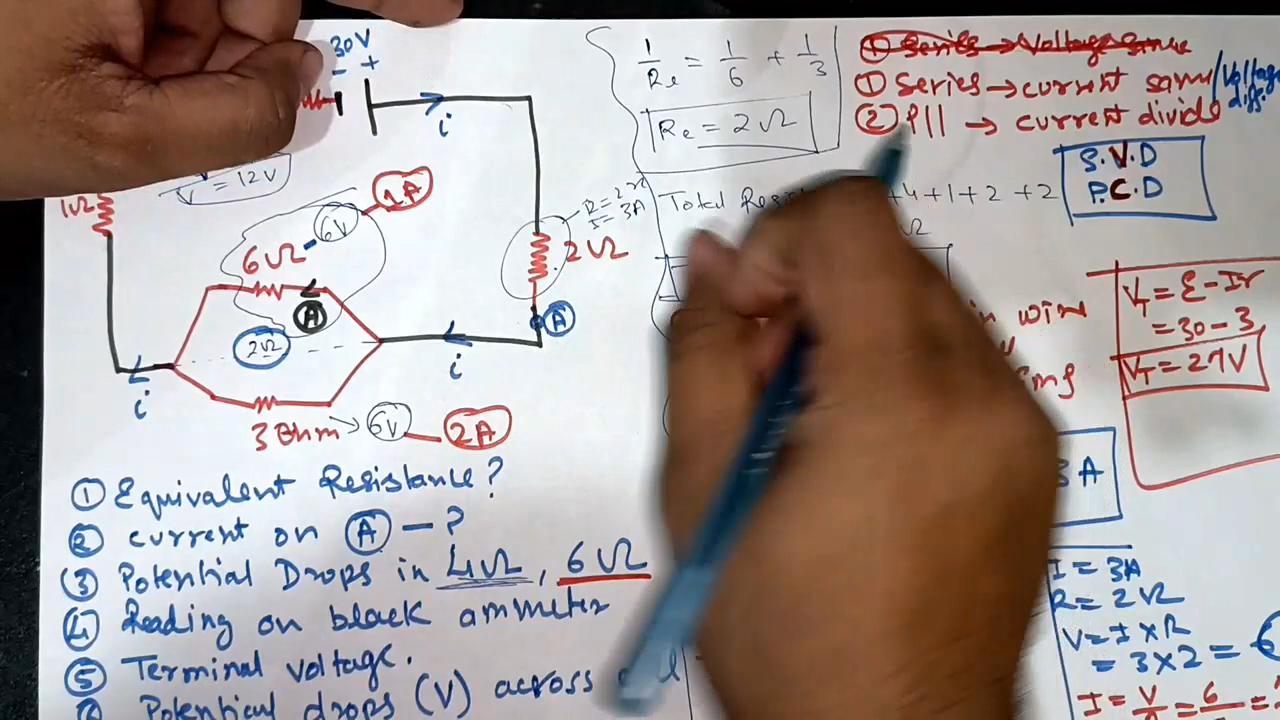 30V
- +
i
V = 12V
1Ω
1A
6V
6Ω
R = 2Ω
I = 3A
2Ω
A
A
2Ω
i
i
3 Ohm → 6V
2A
① Equivalent Resistance?
② current on A - ?
③ Potential Drops in 4Ω, 6Ω
④ Reading on black ammeter
⑤ Terminal voltage.
Potential drops (V) across
1/Re = 1/6 + 1/3
Re = 2Ω
Total
+4+1+2+2
Ω
① Series → Voltage same
① Series → current same / Voltage diff.
② P|| → current divide
S.V.D
P.C.D
wire
VT = ε - Ir
= 30 - 3
VT = 27V
3A
I = 3A
R = 2Ω
V = I × R
= 3 × 2 = 6
I = V/ = 6/ =